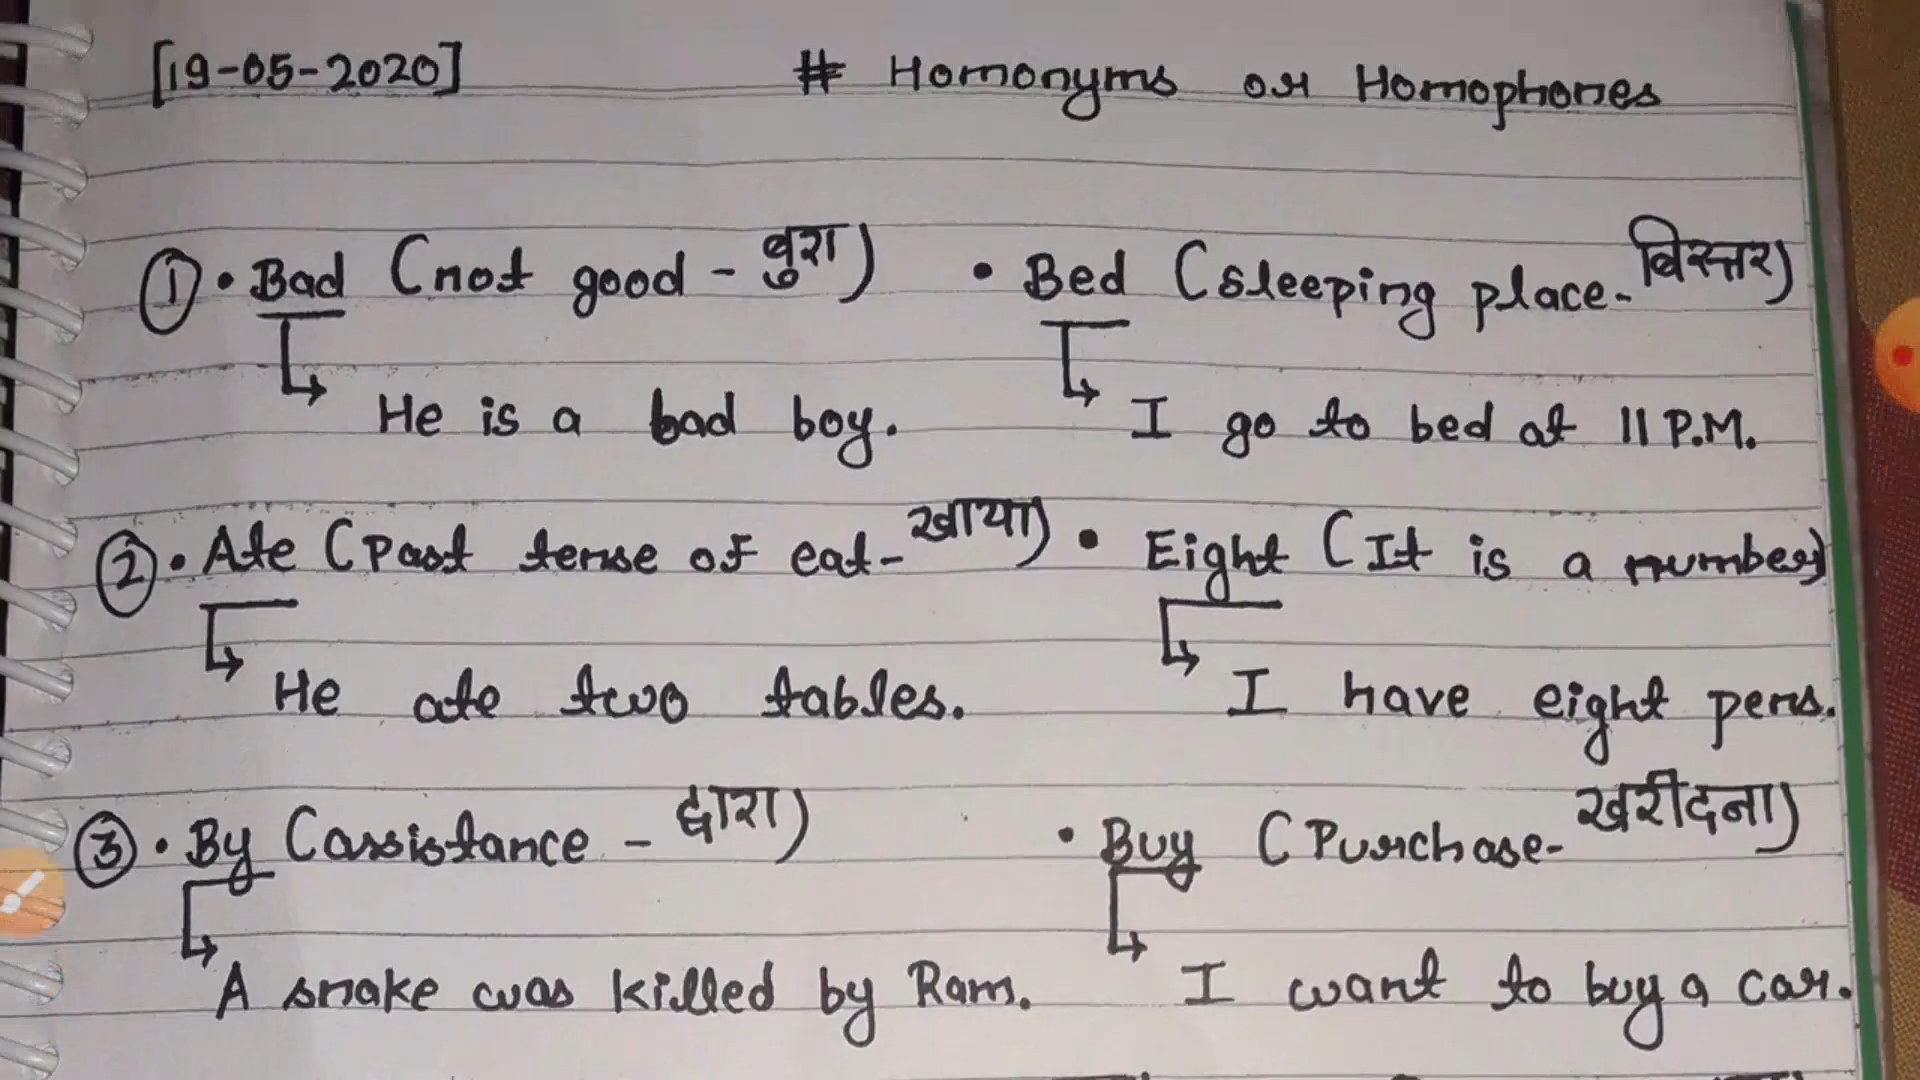 [19-05-2020] # Homonyms or Homophones
① • Bad (not good - बुरा) • Bed (sleeping place - बिस्तर)
He is a bad boy. I go to bed at 11 P.M.
② • Ate (Past tense of eat - खाया) • Eight (It is a number)
He ate two tables. I have eight pens.
③ • By (assistance - द्वारा) • Buy (Purchase - खरीदना)
A snake was killed by Ram. I want to buy a car.